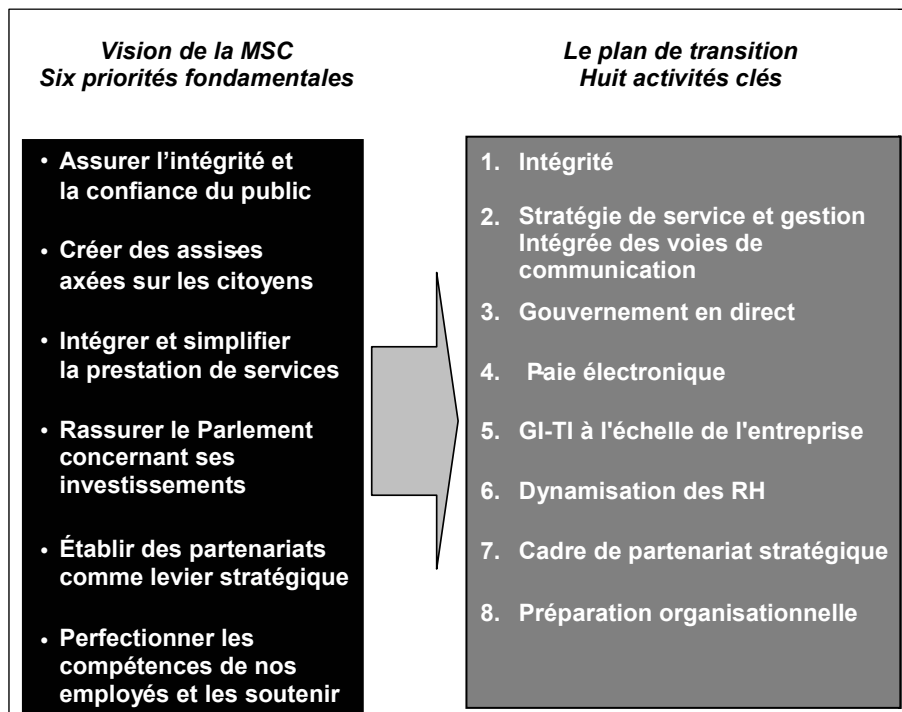 Vision de la MSC
Six priorités fondamentales
• Assurer l'intégrité et
la confiance du public
• Créer des assises
axées sur les citoyens
• Intégrer et simplifier
la prestation de services
• Rassurer le Parlement
concernant ses
investissements
• Établir des partenariats
comme levier stratégique
• Perfectionner les
compétences de nos
employés et les soutenir
Le plan de transition
Huit activités clés
1. Intégrité
2. Stratégie de service et gestion
Intégrée des voies de
communication
3. Gouvernement en direct
4. Paie électronique
5. GI-TI à l'échelle de l'entreprise
6. Dynamisation des RH
7. Cadre de partenariat stratégique
8. Préparation organisationnelle